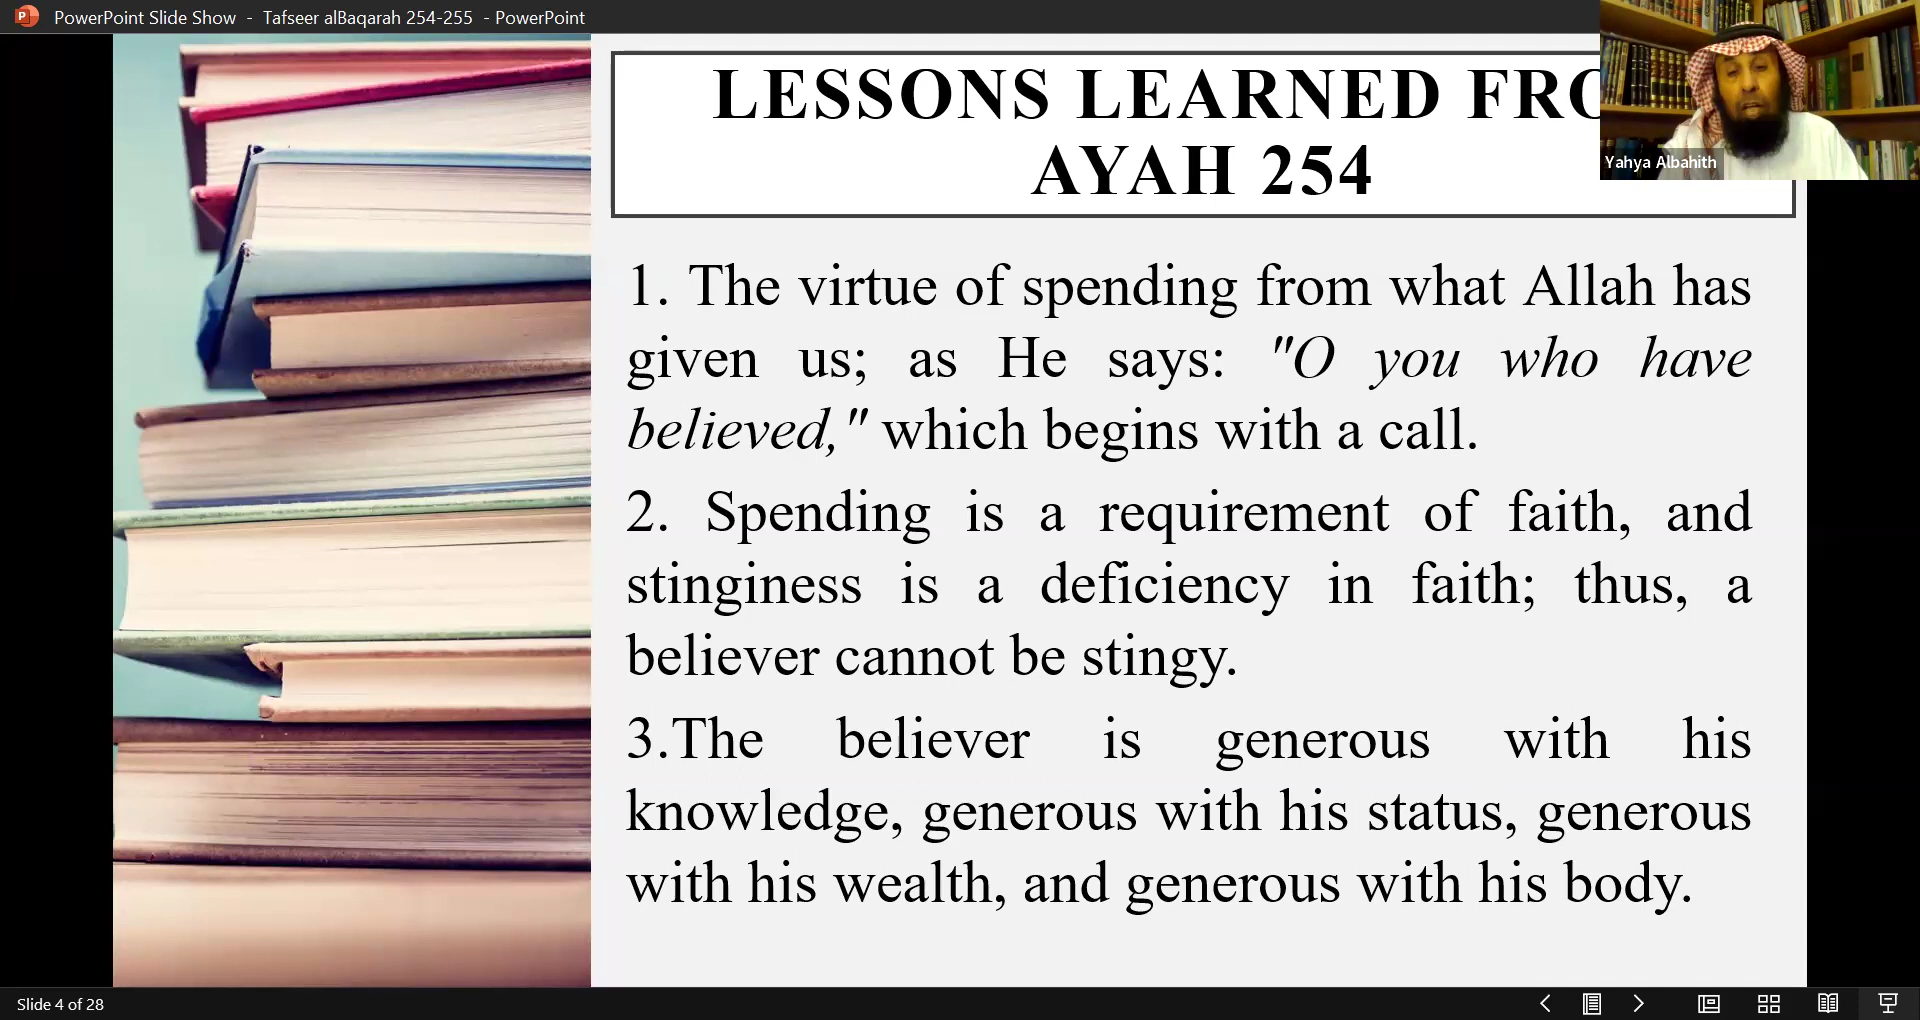 PowerPoint Slide Show - Tafseer alBaqarah 254-255 - PowerPoint
LESSONS LEARNED FRO
AYAH 254
Yahya Albahith
1. The virtue of spending from what Allah has
given us; as He says: "O you who have
believed," which begins with a call.
2. Spending is a requirement of faith, and
stinginess is a deficiency in faith; thus, a
believer cannot be stingy.
3.The believer is generous with his
knowledge, generous with his status, generous
with his wealth, and generous with his body.
Slide 4 of 28